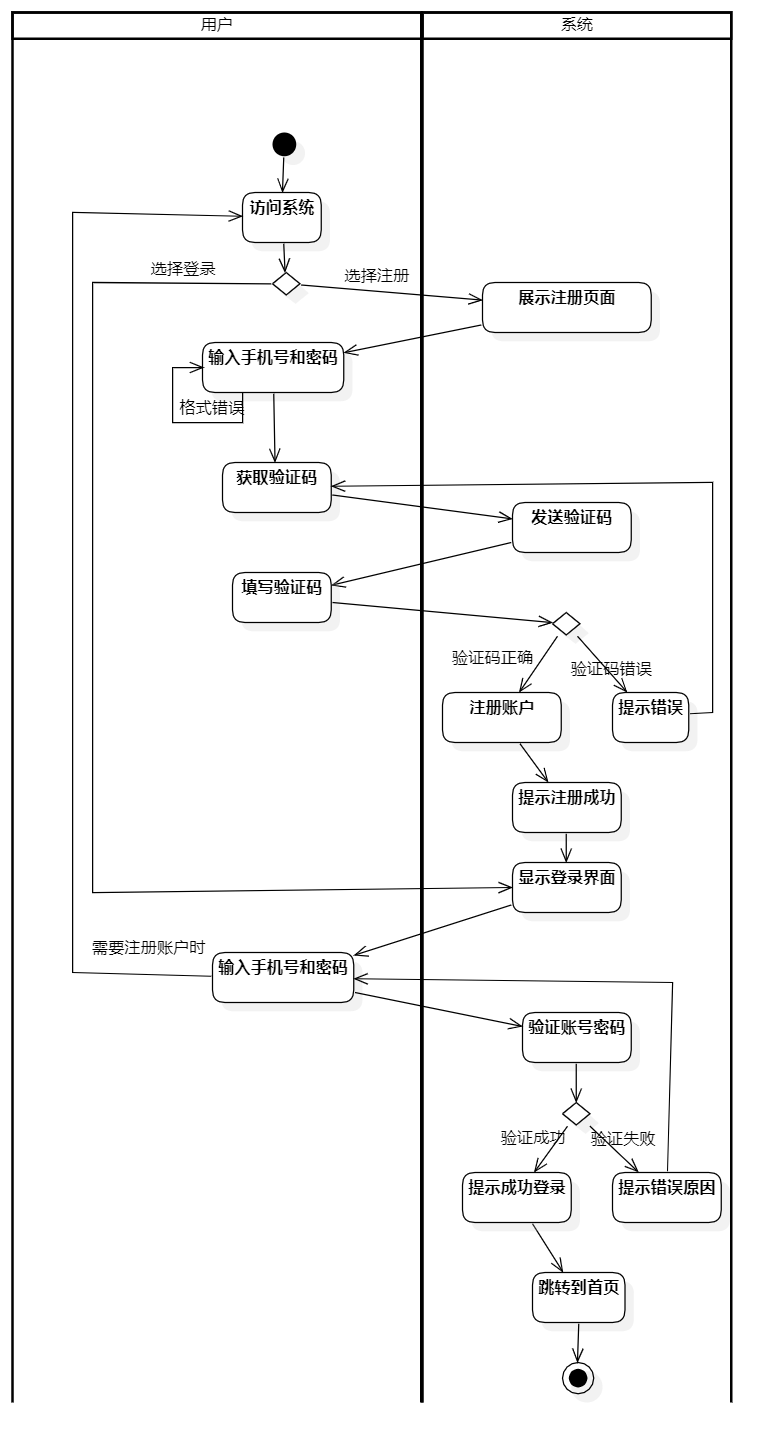 用户
系统
访问系统
选择登录
选择注册
展示注册页面
输入手机号和密码
格式错误
获取验证码
发送验证码
填写验证码
验证码正确
验证码错误
注册账户
提示错误
提示注册成功
显示登录界面
需要注册账户时
输入手机号和密码
验证账号密码
验证成功
验证失败
提示成功登录
提示错误原因
跳转到首页